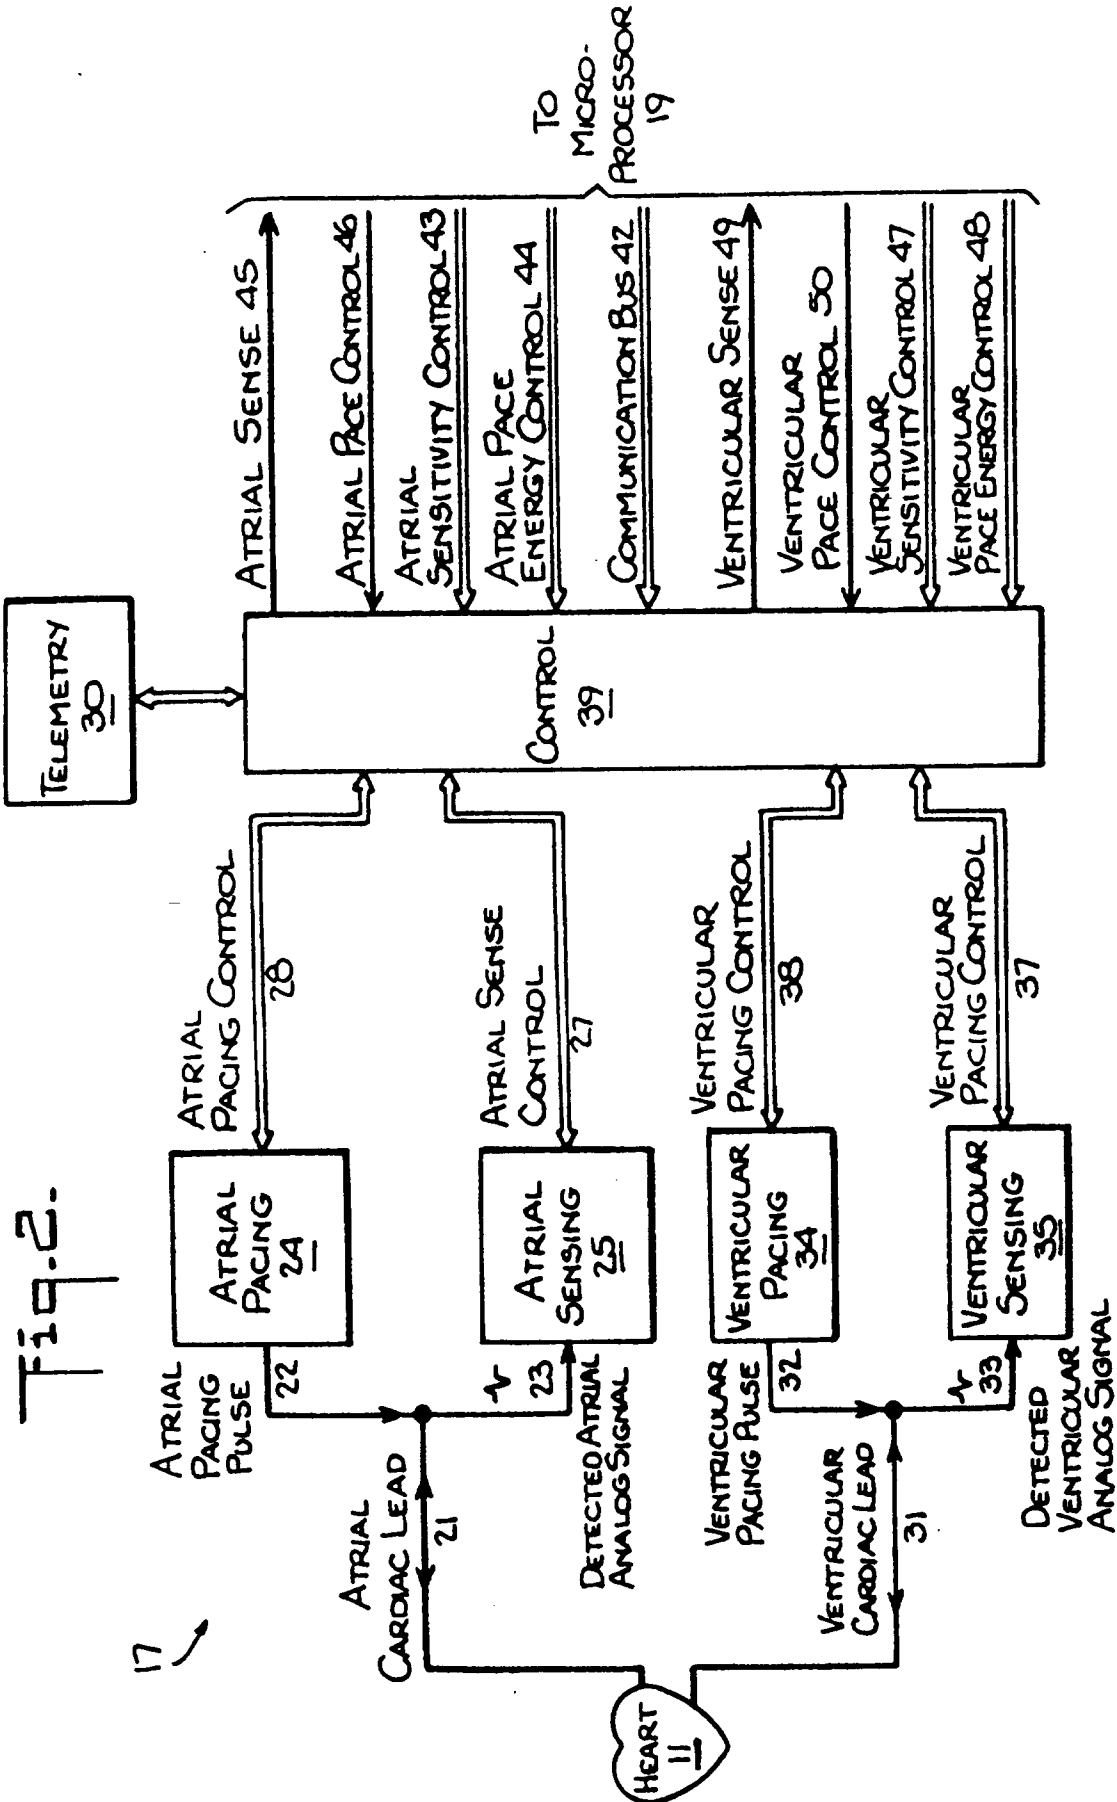 Fig. 2.
17
HEART
11
ATRIAL
CARDIAC LEAD
21
ATRIAL
PACING
PULSE
22
DETECTED ATRIAL
ANALOG SIGNAL
23
VENTRICULAR
CARDIAC LEAD
31
VENTRICULAR
PACING PULSE
32
DETECTED
VENTRICULAR
ANALOG SIGNAL
33
ATRIAL
PACING
24
ATRIAL
SENSING
25
VENTRICULAR
PACING
34
VENTRICULAR
SENSING
35
ATRIAL
PACING CONTROL
28
ATRIAL SENSE
CONTROL
27
VENTRICULAR
PACING CONTROL
38
VENTRICULAR
PACING CONTROL
37
TELEMETRY
30
CONTROL
39
ATRIAL SENSE 45
ATRIAL PACE CONTROL 46
ATRIAL
SENSITIVITY CONTROL 43
ATRIAL PACE
ENERGY CONTROL 44
COMMUNICATION BUS 42
VENTRICULAR SENSE 49
VENTRICULAR
PACE CONTROL 50
VENTRICULAR
SENSITIVITY CONTROL 47
VENTRICULAR
PACE ENERGY CONTROL 48
TO
MICRO-
PROCESSOR
19